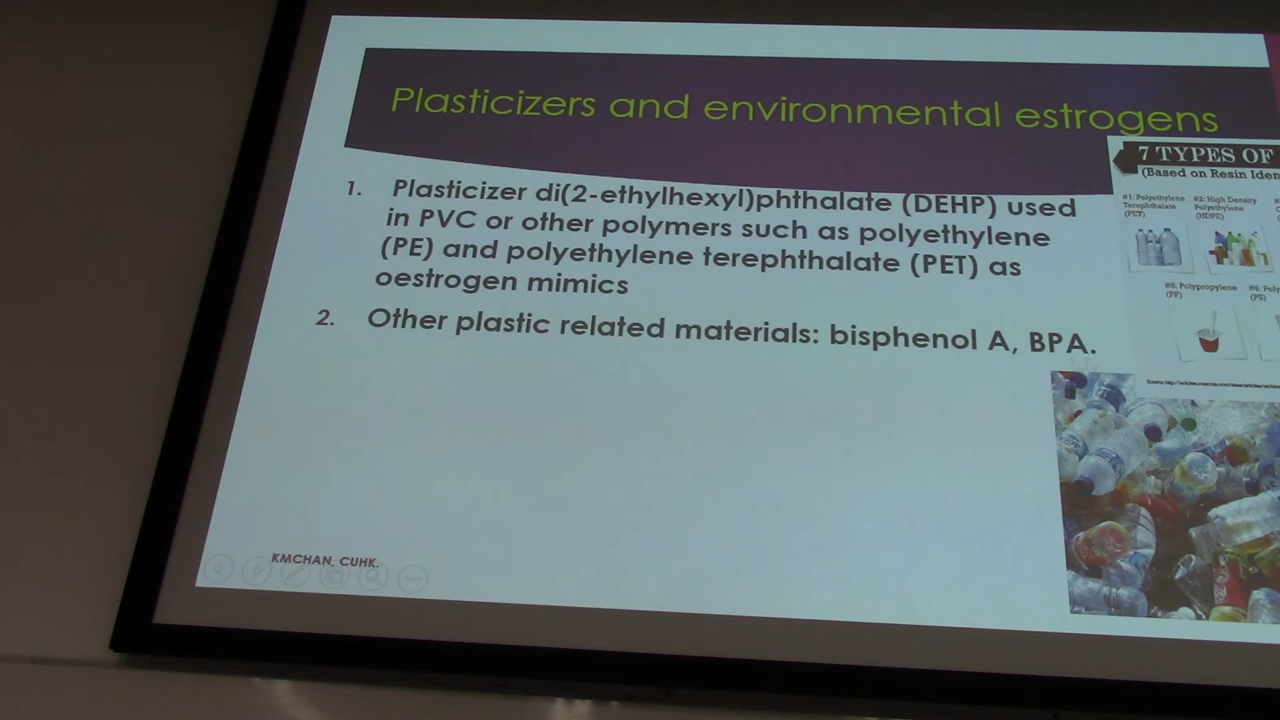 Plasticizers and environmental estrogens
1. Plasticizer di(2-ethylhexyl)phthalate (DEHP) used
in PVC or other polymers such as polyethylene
(PE) and polyethylene terephthalate (PET) as
oestrogen mimics
2. Other plastic related materials: bisphenol A, BPA.
7 TYPES OF
(Based on Resin Iden
#1: Polyethylene
Terephthalate
(PET)
#2: High Density
Polyethylene
(HDPE)
#5: Polypropylene
(PP)
#6: Poly
(PS)
KMCHAN, CUHK.